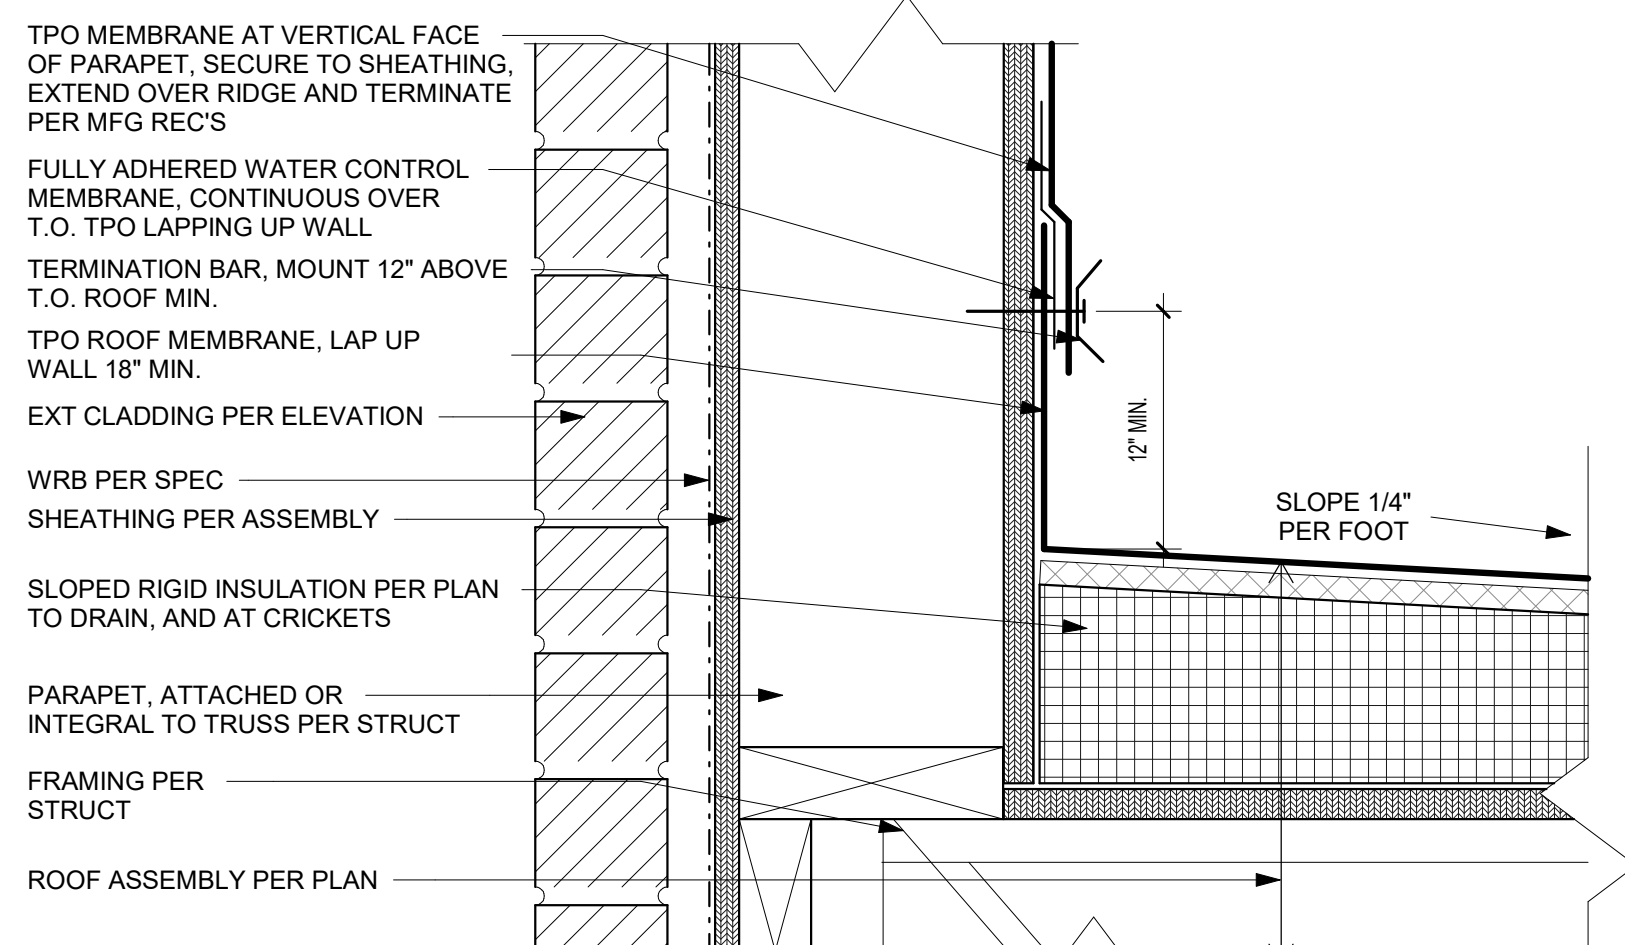 TPO MEMBRANE AT VERTICAL FACE
OF PARAPET, SECURE TO SHEATHING,
EXTEND OVER RIDGE AND TERMINATE
PER MFG REC'S
FULLY ADHERED WATER CONTROL
MEMBRANE, CONTINUOUS OVER
T.O. TPO LAPPING UP WALL
TERMINATION BAR, MOUNT 12" ABOVE
T.O. ROOF MIN.
TPO ROOF MEMBRANE, LAP UP
WALL 18" MIN.
EXT CLADDING PER ELEVATION
WRB PER SPEC
SHEATHING PER ASSEMBLY
SLOPED RIGID INSULATION PER PLAN
TO DRAIN, AND AT CRICKETS
PARAPET, ATTACHED OR
INTEGRAL TO TRUSS PER STRUCT
FRAMING PER
STRUCT
ROOF ASSEMBLY PER PLAN
12" MIN.
SLOPE 1/4"
PER FOOT